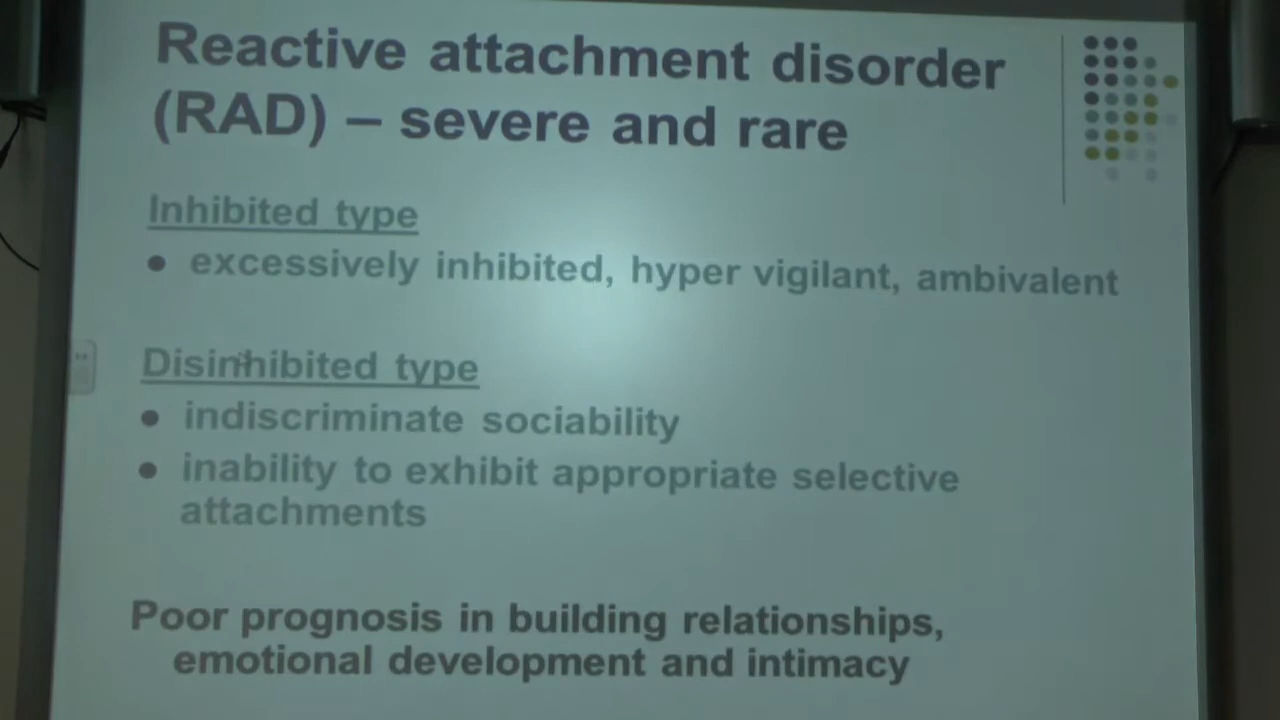 Reactive attachment disorder
(RAD) – severe and rare
Inhibited type
● excessively inhibited, hyper vigilant, ambivalent
Disinhibited type
● indiscriminate sociability
● inability to exhibit appropriate selective
attachments
Poor prognosis in building relationships,
emotional development and intimacy